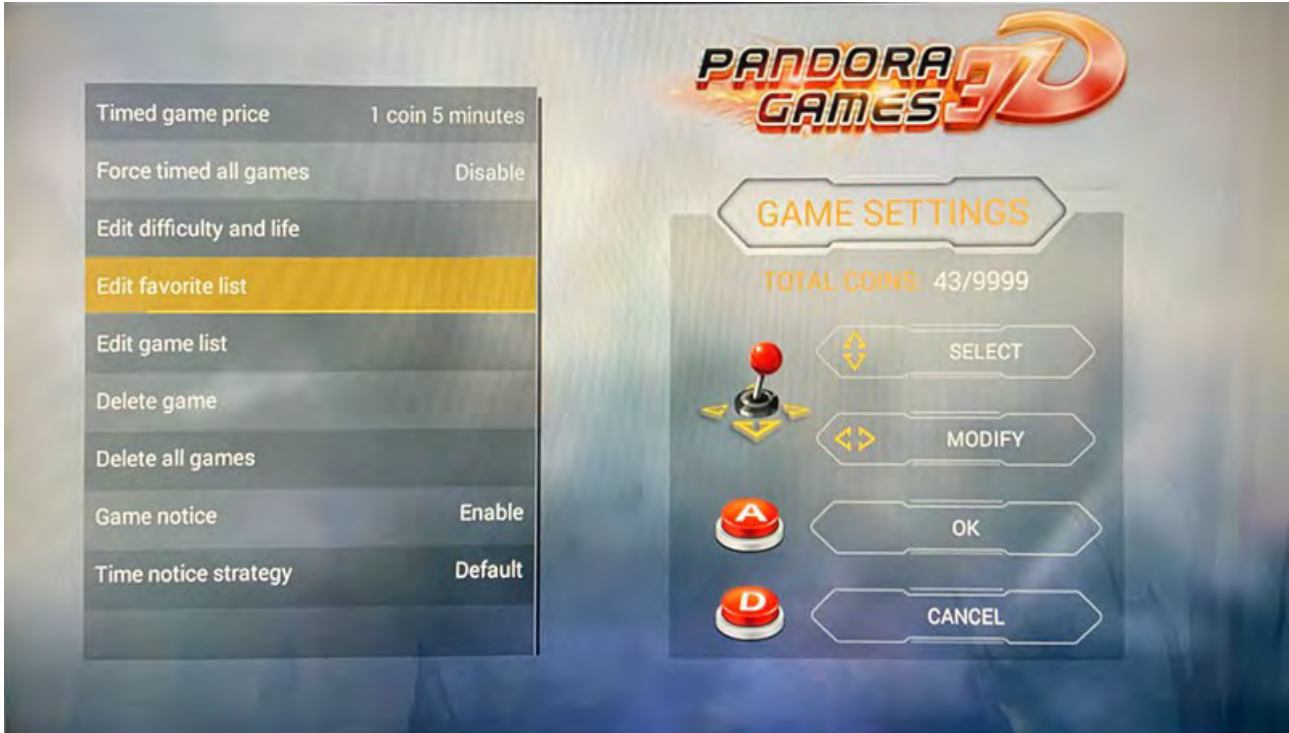 PANDORA
GAMES 3D
Timed game price 1 coin 5 minutes
Force timed all games Disable
Edit difficulty and life
Edit favorite list
Edit game list
Delete game
Delete all games
Game notice Enable
Time notice strategy Default
GAME SETTINGS
TOTAL COINS: 43/9999
SELECT
MODIFY
A OK
D CANCEL